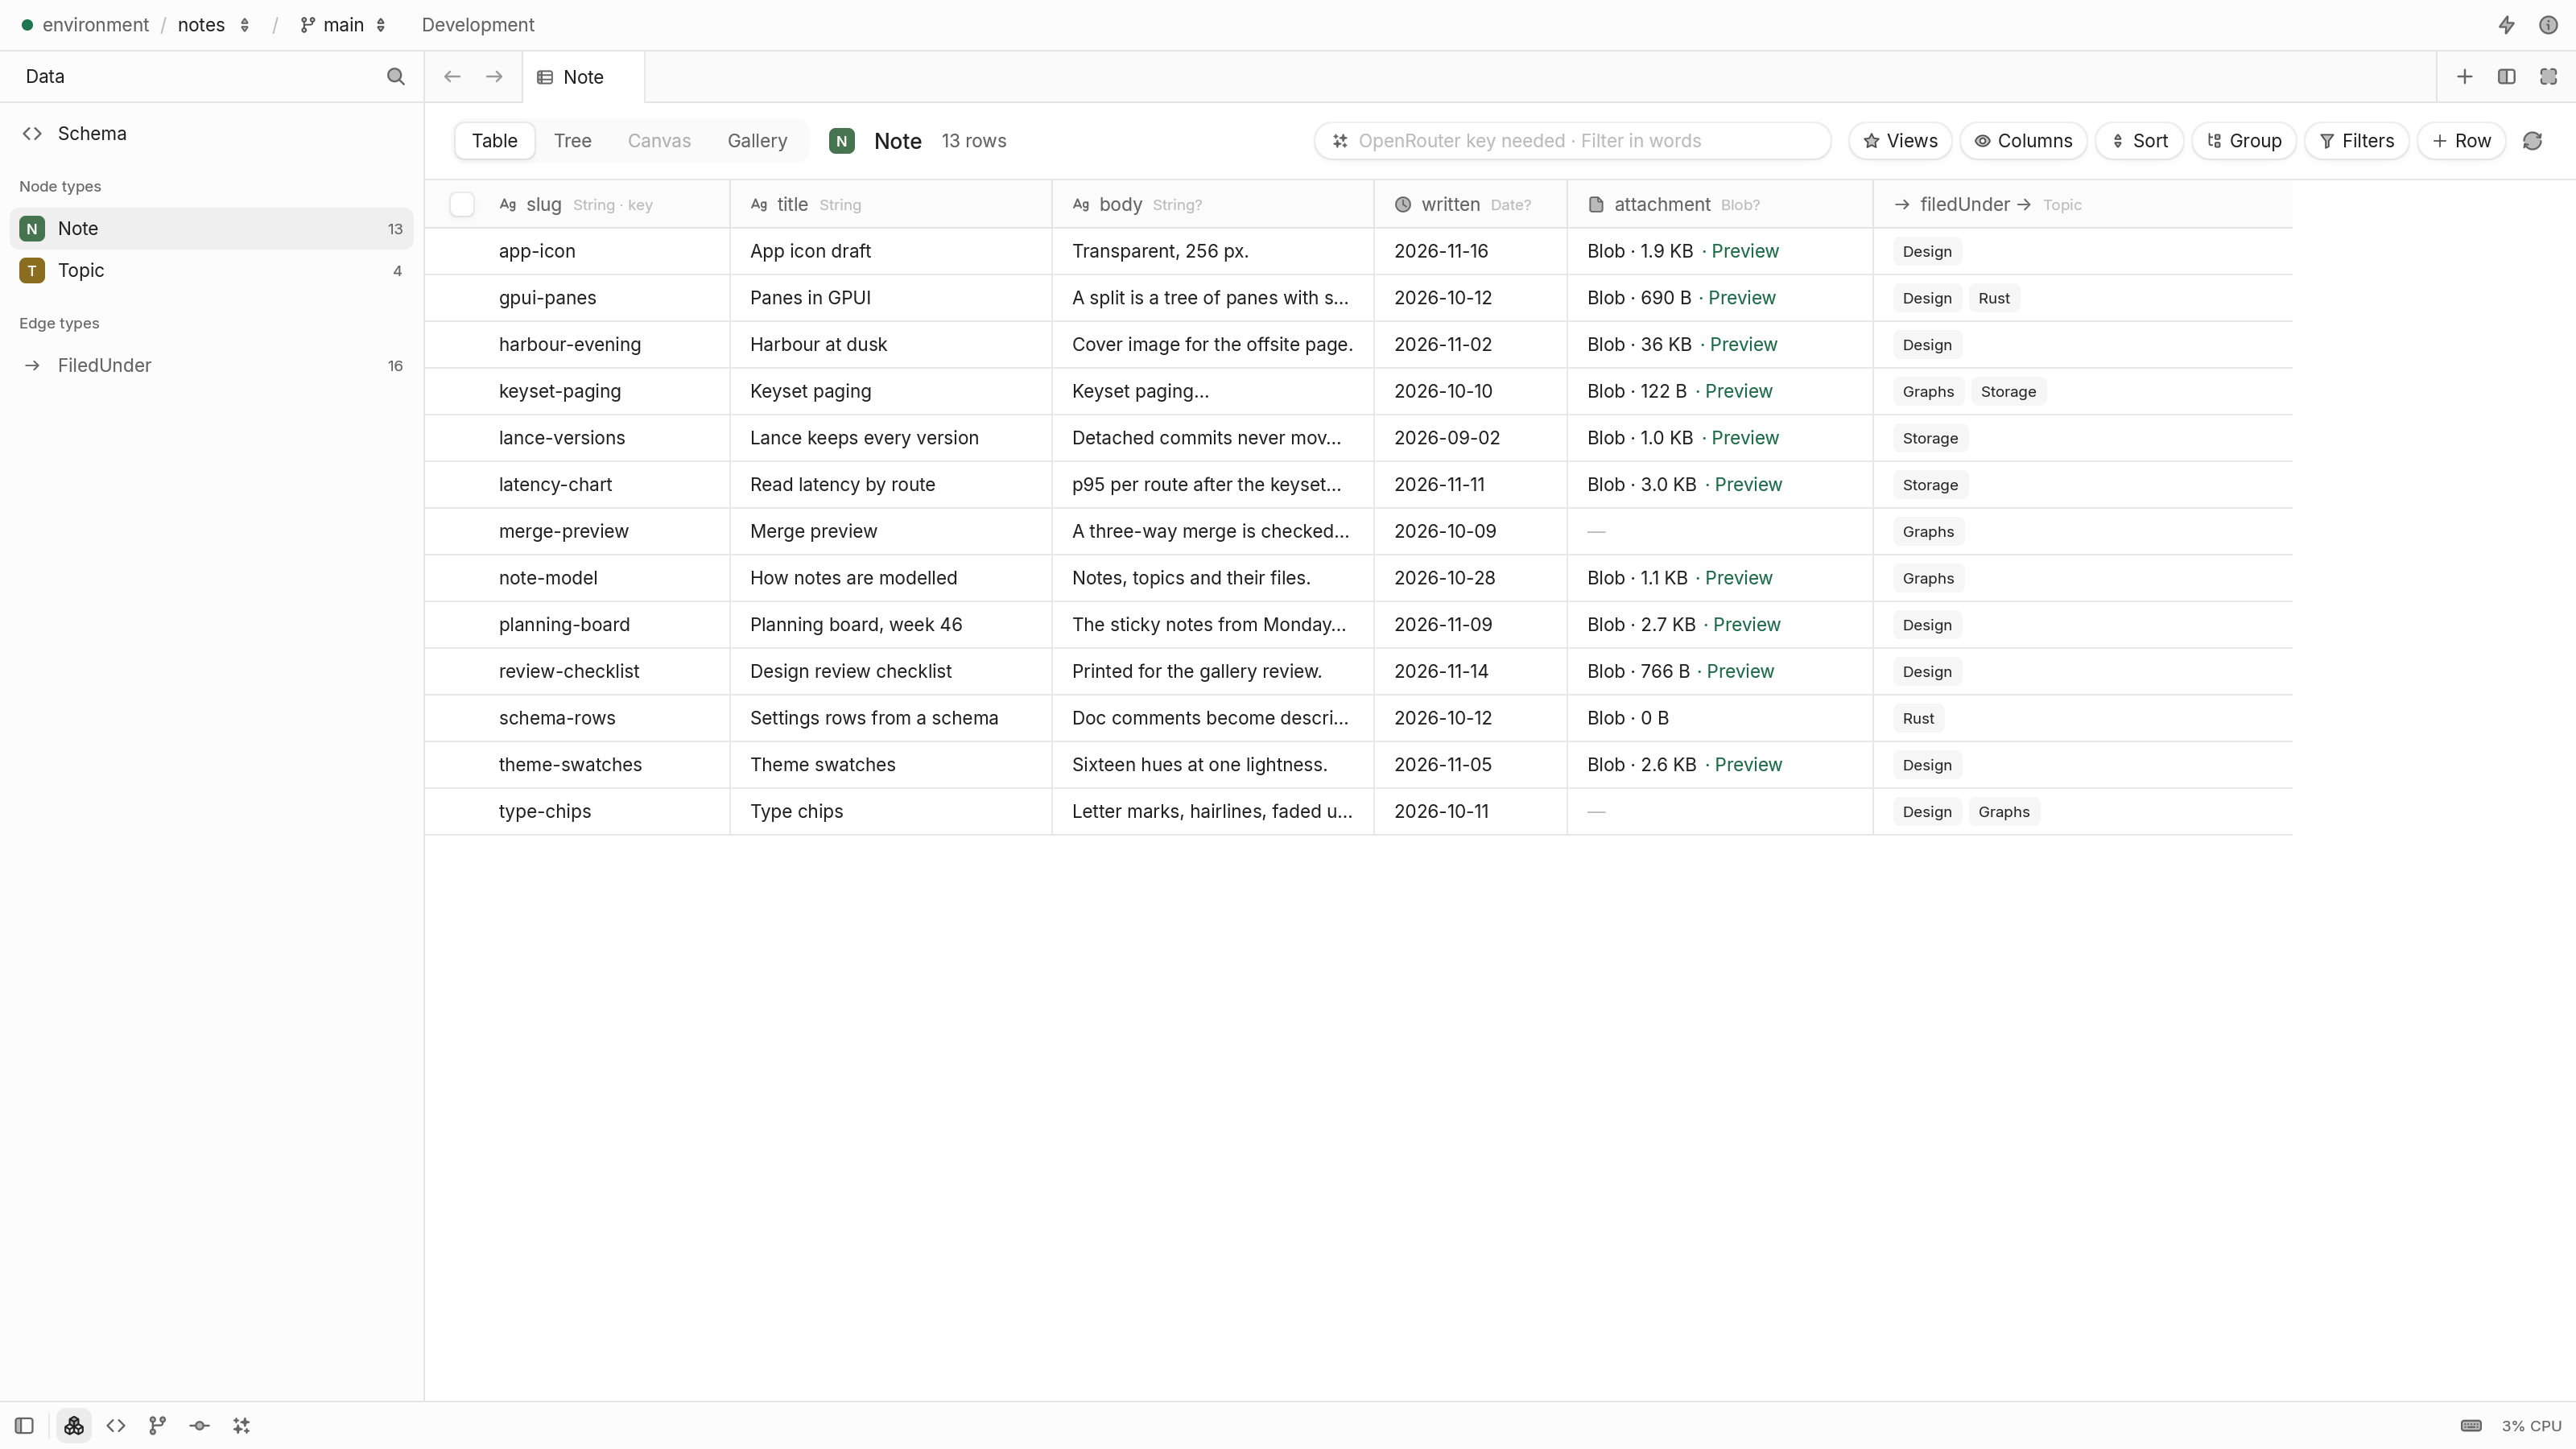 environment / notes / main Development
Data
Note
Schema
Table Tree Canvas Gallery N Note 13 rows OpenRouter key needed · Filter in words Views Columns Sort Group Filters Row
Node types
N Note 13
T Topic 4
Edge types
FiledUnder 16
Ag slug String · key Ag title String Ag body String? written Date? attachment Blob? → filedUnder → Topic
app-icon App icon draft Transparent, 256 px. 2026-11-16 Blob · 1.9 KB · Preview Design
gpui-panes Panes in GPUI A split is a tree of panes with s... 2026-10-12 Blob · 690 B · Preview Design Rust
harbour-evening Harbour at dusk Cover image for the offsite page. 2026-11-02 Blob · 36 KB · Preview Design
keyset-paging Keyset paging Keyset paging... 2026-10-10 Blob · 122 B · Preview Graphs Storage
lance-versions Lance keeps every version Detached commits never mov... 2026-09-02 Blob · 1.0 KB · Preview Storage
latency-chart Read latency by route p95 per route after the keyset... 2026-11-11 Blob · 3.0 KB · Preview Storage
merge-preview Merge preview A three-way merge is checked... 2026-10-09 — Graphs
note-model How notes are modelled Notes, topics and their files. 2026-10-28 Blob · 1.1 KB · Preview Graphs
planning-board Planning board, week 46 The sticky notes from Monday... 2026-11-09 Blob · 2.7 KB · Preview Design
review-checklist Design review checklist Printed for the gallery review. 2026-11-14 Blob · 766 B · Preview Design
schema-rows Settings rows from a schema Doc comments become descri... 2026-10-12 Blob · 0 B Rust
theme-swatches Theme swatches Sixteen hues at one lightness. 2026-11-05 Blob · 2.6 KB · Preview Design
type-chips Type chips Letter marks, hairlines, faded u... 2026-10-11 — Design Graphs
3% CPU